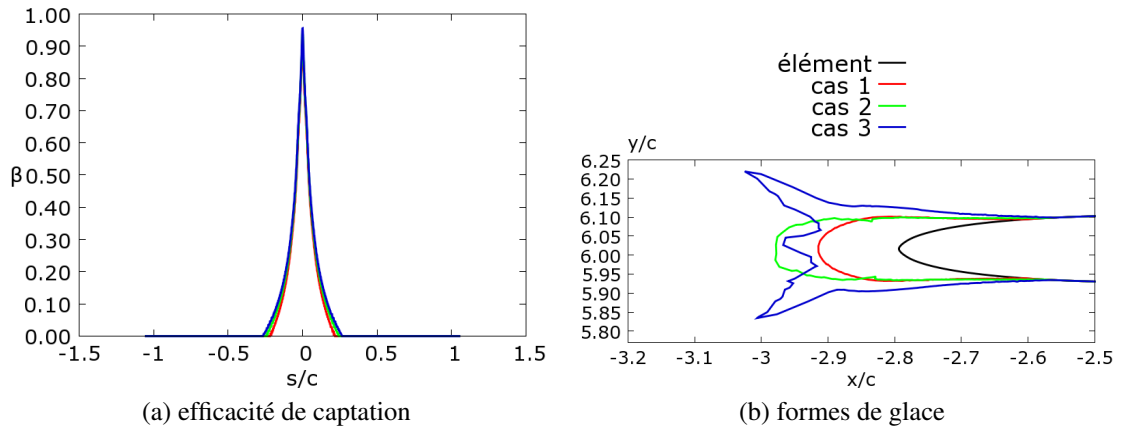 1.00
0.90
0.80
0.70
0.60
β 0.50
0.40
0.30
0.20
0.10
0.00
-1.5 -1 -0.5 0 0.5 1 1.5
s/c
(a) efficacité de captation
élément
cas 1
cas 2
cas 3
y/c
6.25
6.20
6.10
6.05
6.00
5.95
5.90
5.80
-3.2 -3.1 -3 -2.9 -2.8 -2.7 -2.6 -2.5
x/c
(b) formes de glace